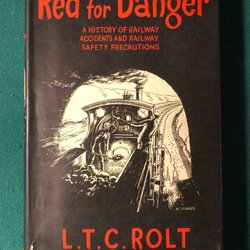 Red for Danger
A HISTORY OF RAILWAY
ACCIDENTS AND RAILWAY
SAFETY PRECAUTIONS
L.T.C. ROLT